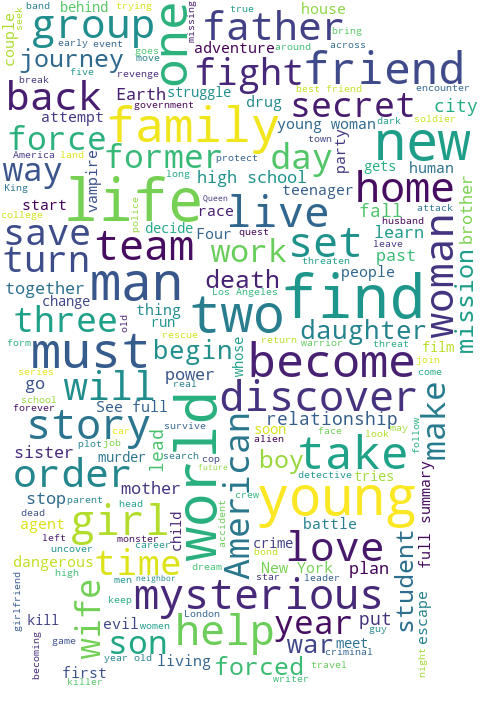 band
behind
trying
group
one
missing
father
true
house
bring
couple
seek
journey
early
event
goes
move
adventure
around
across
fight
friend
break
five
revenge
best friend
encounter
back
Earth
struggle
drug
secret
city
government
attempt
family
young woman
dark
soldier
force
former
day
party
new
town
America
land
way
vampire
protect
gets
human
long
high school
teenager
home
King
life
Queen
attack
start
race
live
fall
husband
brother
college
police
decide
quest
learn
leave
save
team
Four
set
past
woman
mission
turn
work
threaten
together
man
death
people
Los Angeles
find
change
two
form
three
old
thing
run
rescue
return
warrior
daughter
threat
film
join
must
begin
whose
become
come
series
go
will
power
real
school
forever
See full
discover
make
story
car
survive
soon
relationship
face
look
may
follow
plot
job
world
alien
sister
lead
murder
search
cop
American
boy
tries
take
order
mother
future
detective
full summary
stop
parent
crew
young
dead
head
accident
agent
girl
child
battle
left
monster
uncover
career
crime
love
student
dangerous
time
dream
bond
New York
plan
high
men
neighbor
star
leader
escape
girlfriend
wife
keep
mysterious
London
kill
evil
women
help
year
put
guy
son
war
meet
criminal
becoming
game
year old
living
forced
night
first
travel
killer
writer